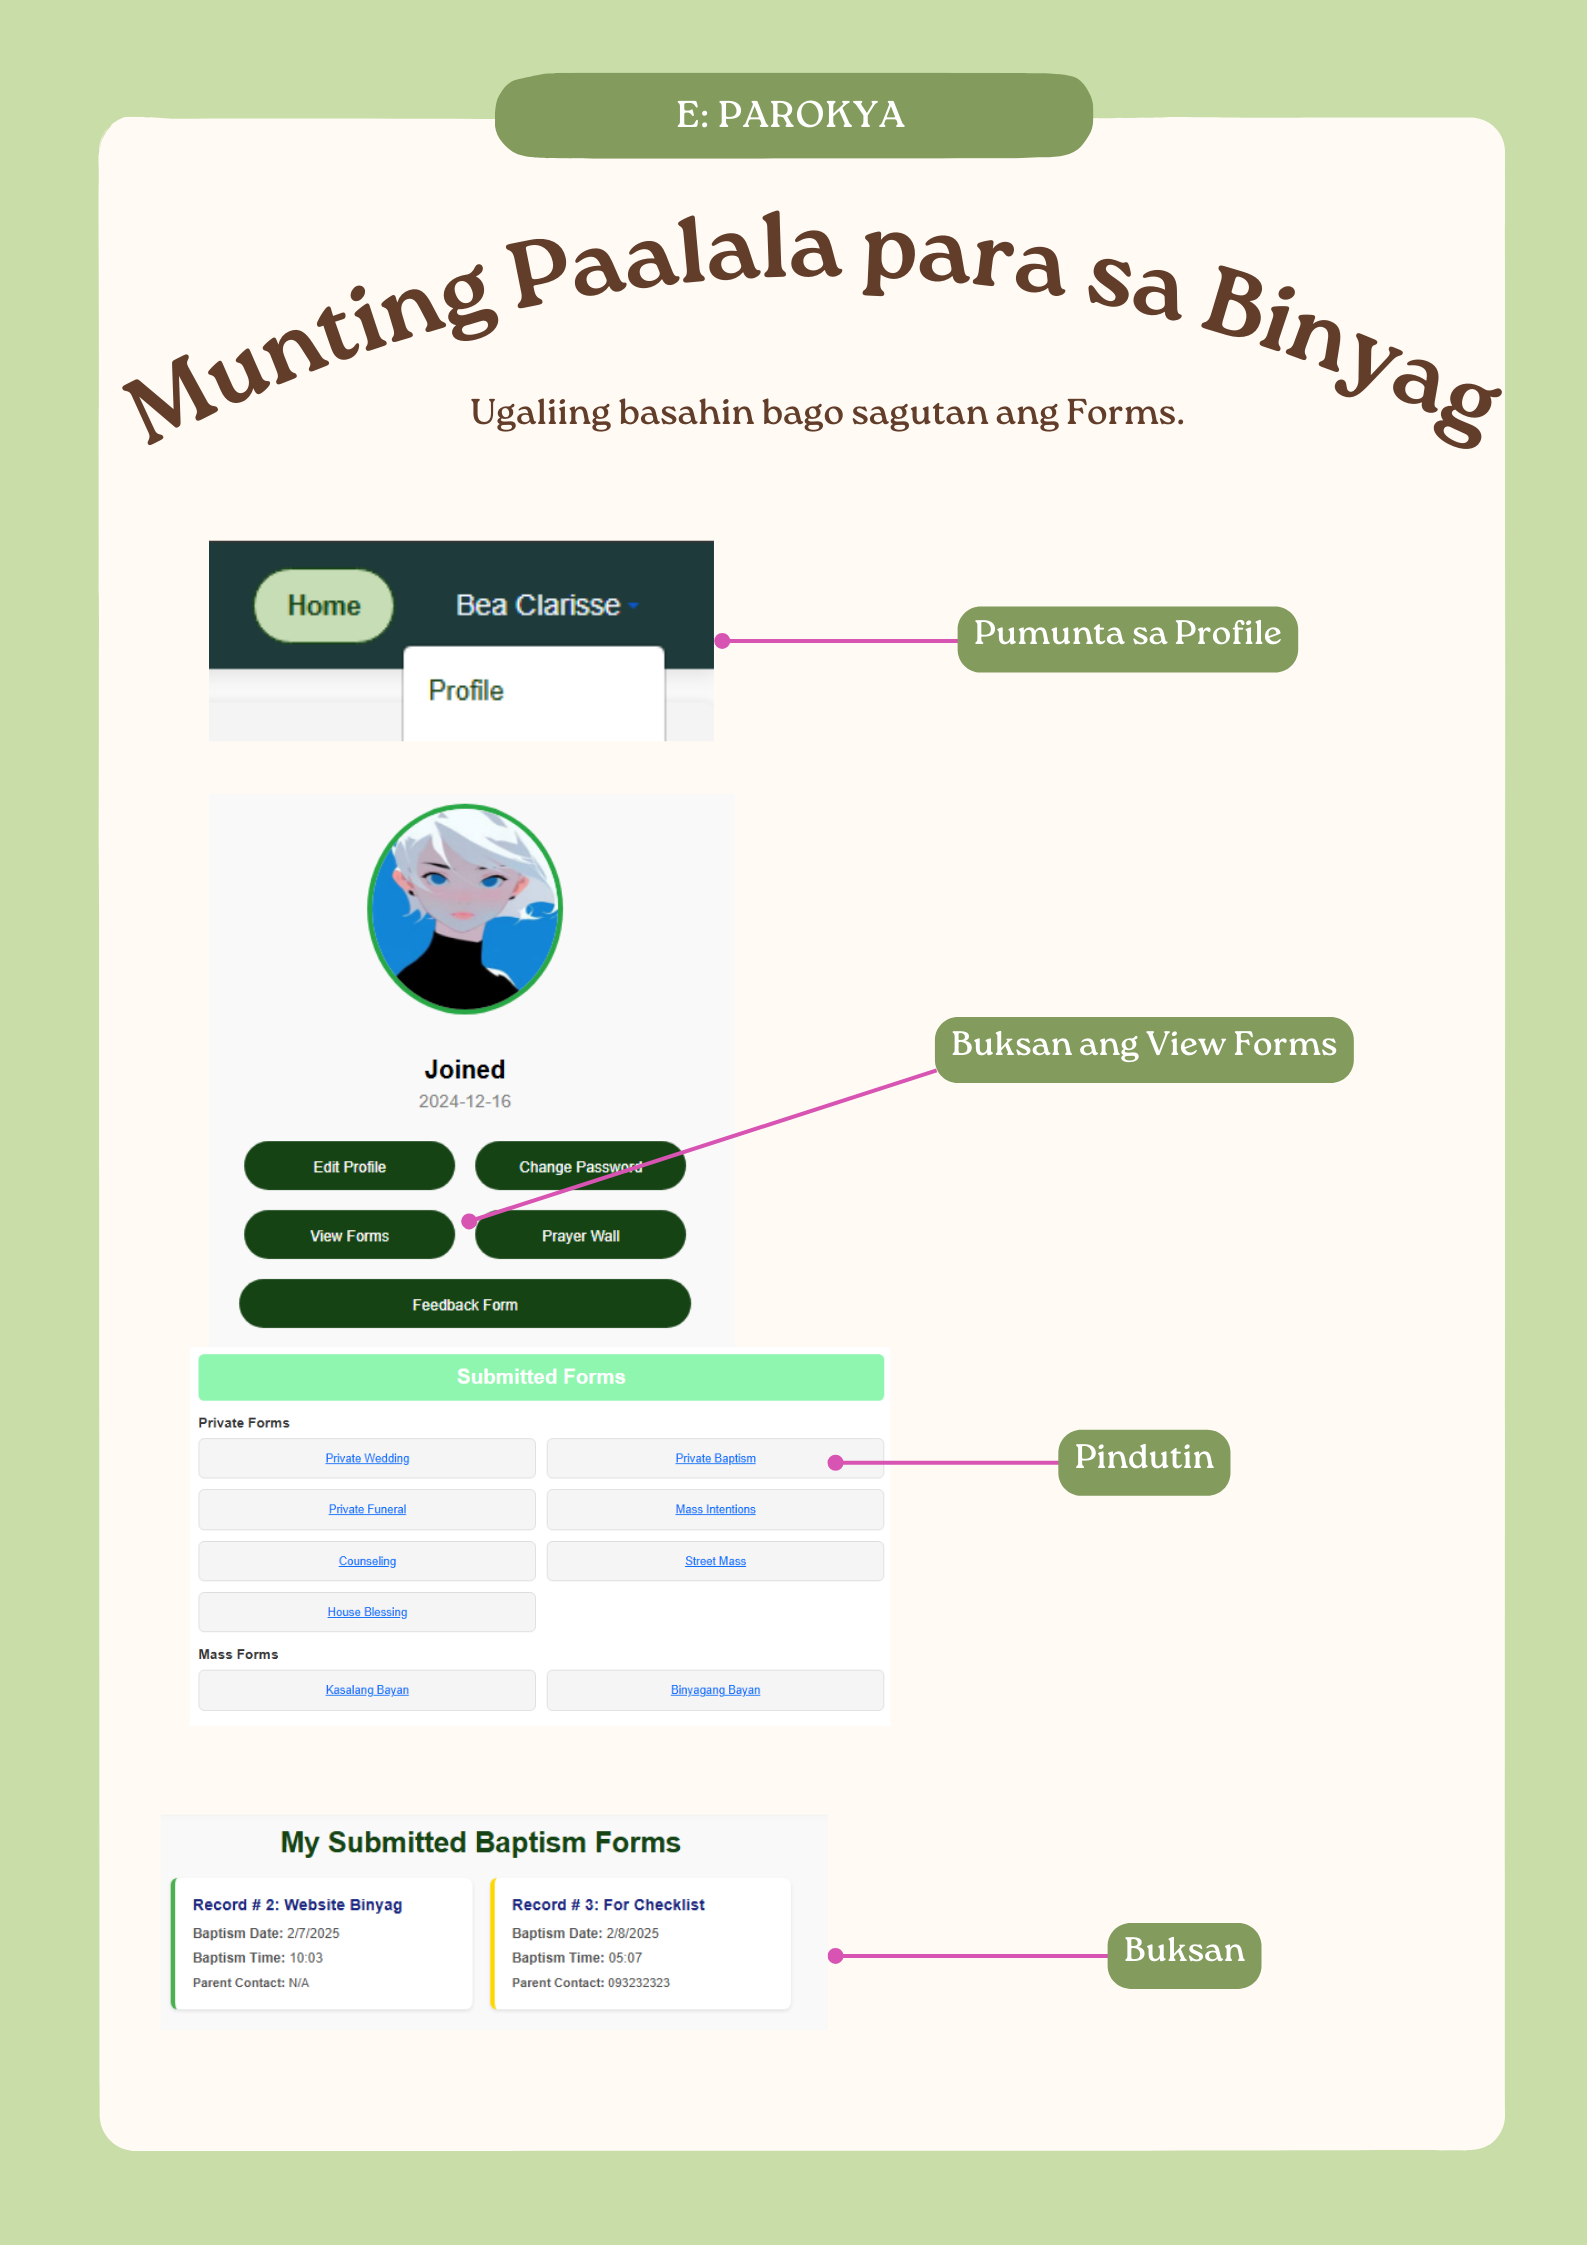 E: PAROKYA
Munting Paalala para sa Binyag
Ugaliing basahin bago sagutan ang Forms.
Home
Bea Clarisse
Profile
Pumunta sa Profile
Joined
2024-12-16
Buksan ang View Forms
Edit Profile
Change Password
View Forms
Prayer Wall
Feedback Form
Submitted Forms
Private Forms
Private Wedding
Private Baptism
Pindutin
Private Funeral
Mass Intentions
Counseling
Street Mass
House Blessing
Mass Forms
Kasalang Bayan
Binyagang Bayan
My Submitted Baptism Forms
Record # 2: Website Binyag
Baptism Date: 2/7/2025
Baptism Time: 10:03
Parent Contact: N/A
Record # 3: For Checklist
Baptism Date: 2/8/2025
Baptism Time: 05:07
Parent Contact: 093232323
Buksan